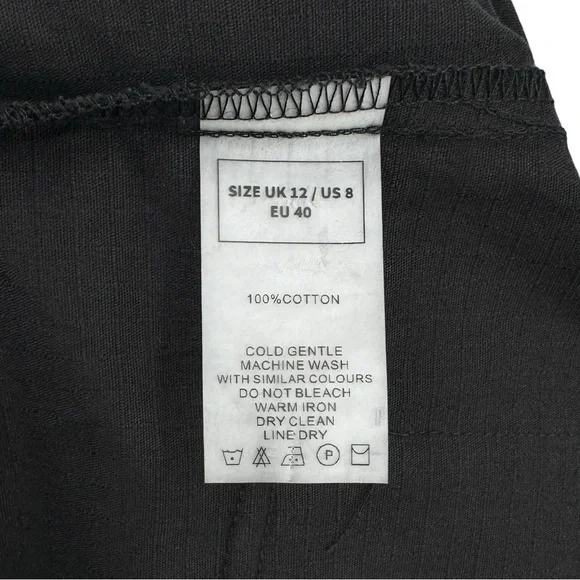 SIZE UK 12 / US 8
EU 40
100%COTTON
COLD GENTLE
MACHINE WASH
WITH SIMILAR COLOURS
DO NOT BLEACH
WARM IRON
DRY CLEAN
LINE DRY
P